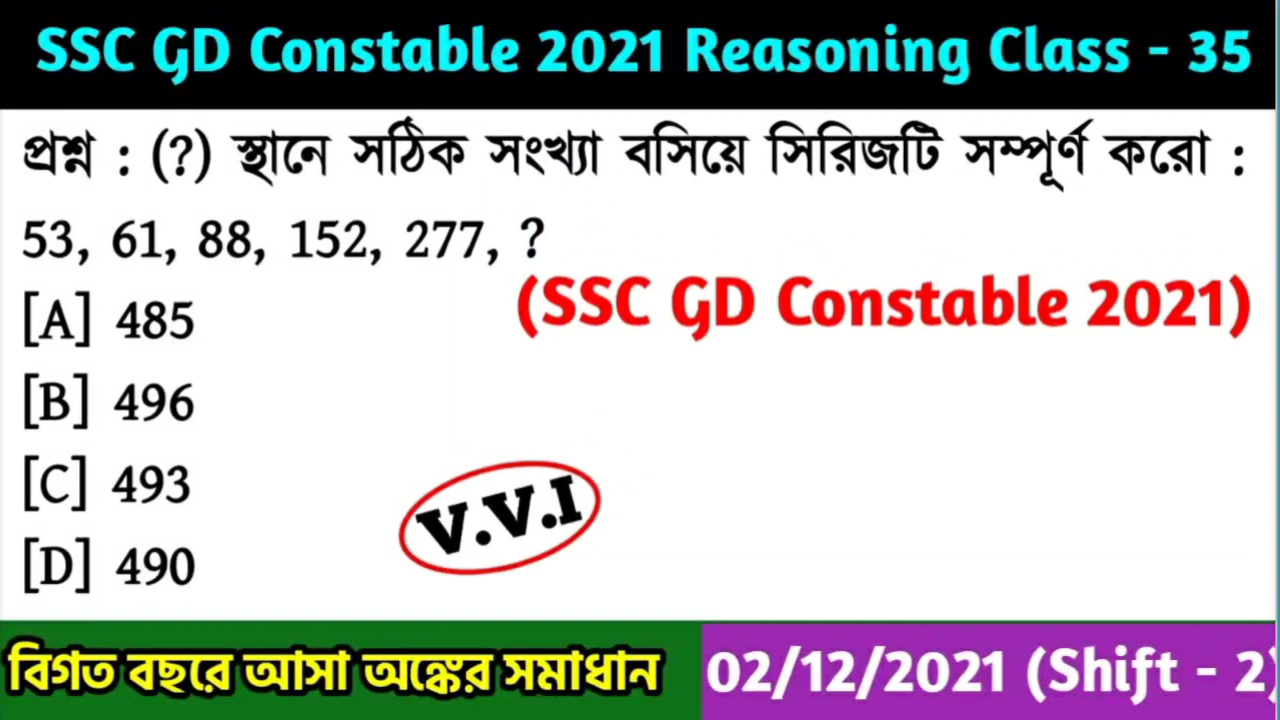 SSC GD Constable 2021 Reasoning Class - 35
প্রশ্ন : (?) স্থানে সঠিক সংখ্যা বসিয়ে সিরিজটি সম্পূর্ণ করো :
53, 61, 88, 152, 277, ?
[A] 485
(SSC GD Constable 2021)
[B] 496
[C] 493
V.V.I
[D] 490
বিগত বছরে আসা অঙ্কের সমাধান
02/12/2021 (Shift - 2)